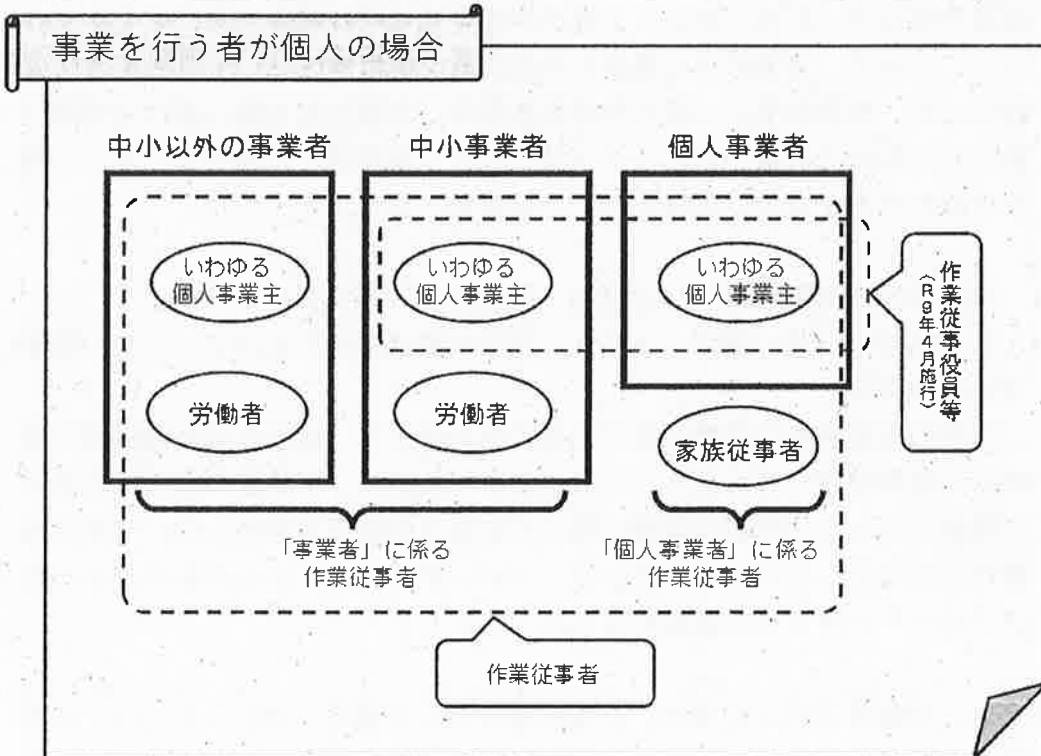 事業を行う者が個人の場合
中小以外の事業者
中小事業者
個人事業者
いわゆる
個人事業主
いわゆる
個人事業主
いわゆる
個人事業主
作業従事役員等
（R9年4月施行）
労働者
労働者
家族従事者
「事業者」に係る
作業従事者
「個人事業者」に係る
作業従事者
作業従事者